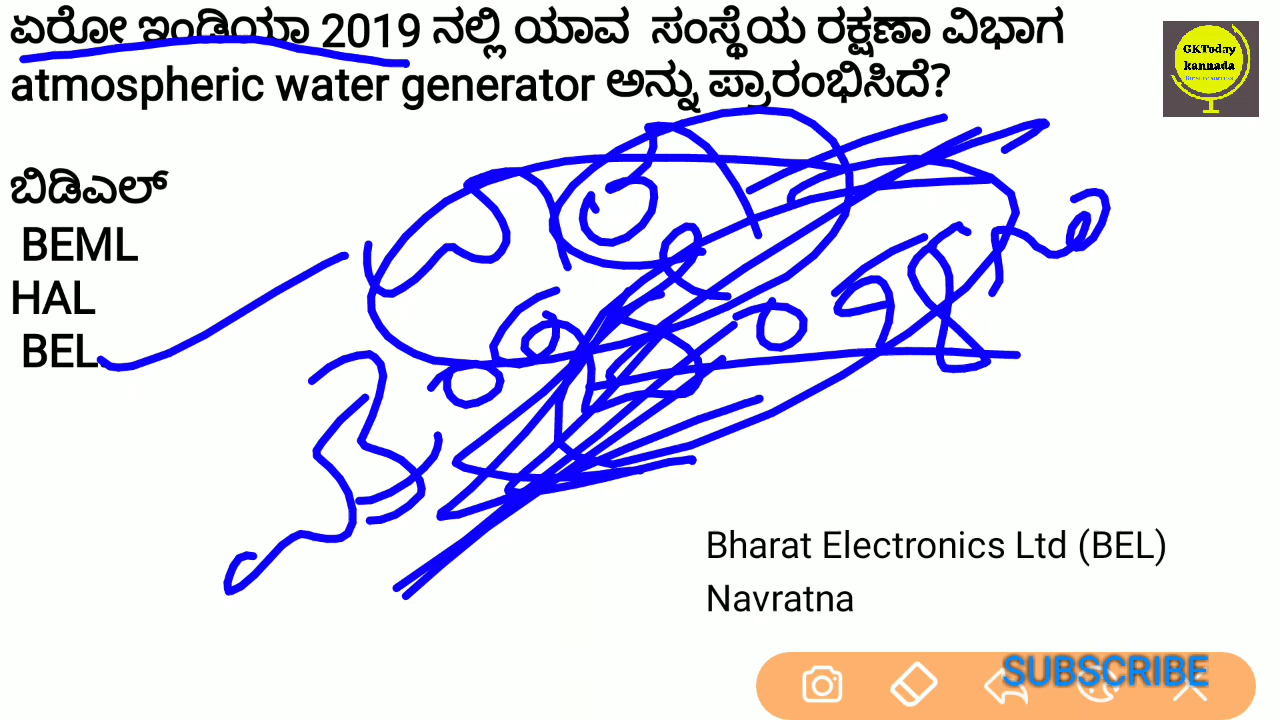 ಏರೋ ಇಂಡಿಯಾ 2019 ನಲ್ಲಿ ಯಾವ ಸಂಸ್ಥೆಯ ರಕ್ಷಣಾ ವಿಭಾಗ
atmospheric water generator ಅನ್ನು ಪ್ರಾರಂಭಿಸಿದೆ?
GKToday
kannada
ಬಿಡಿಎಲ್
BEML
HAL
BEL
Bharat Electronics Ltd (BEL)
Navratna
SUBSCRIBE